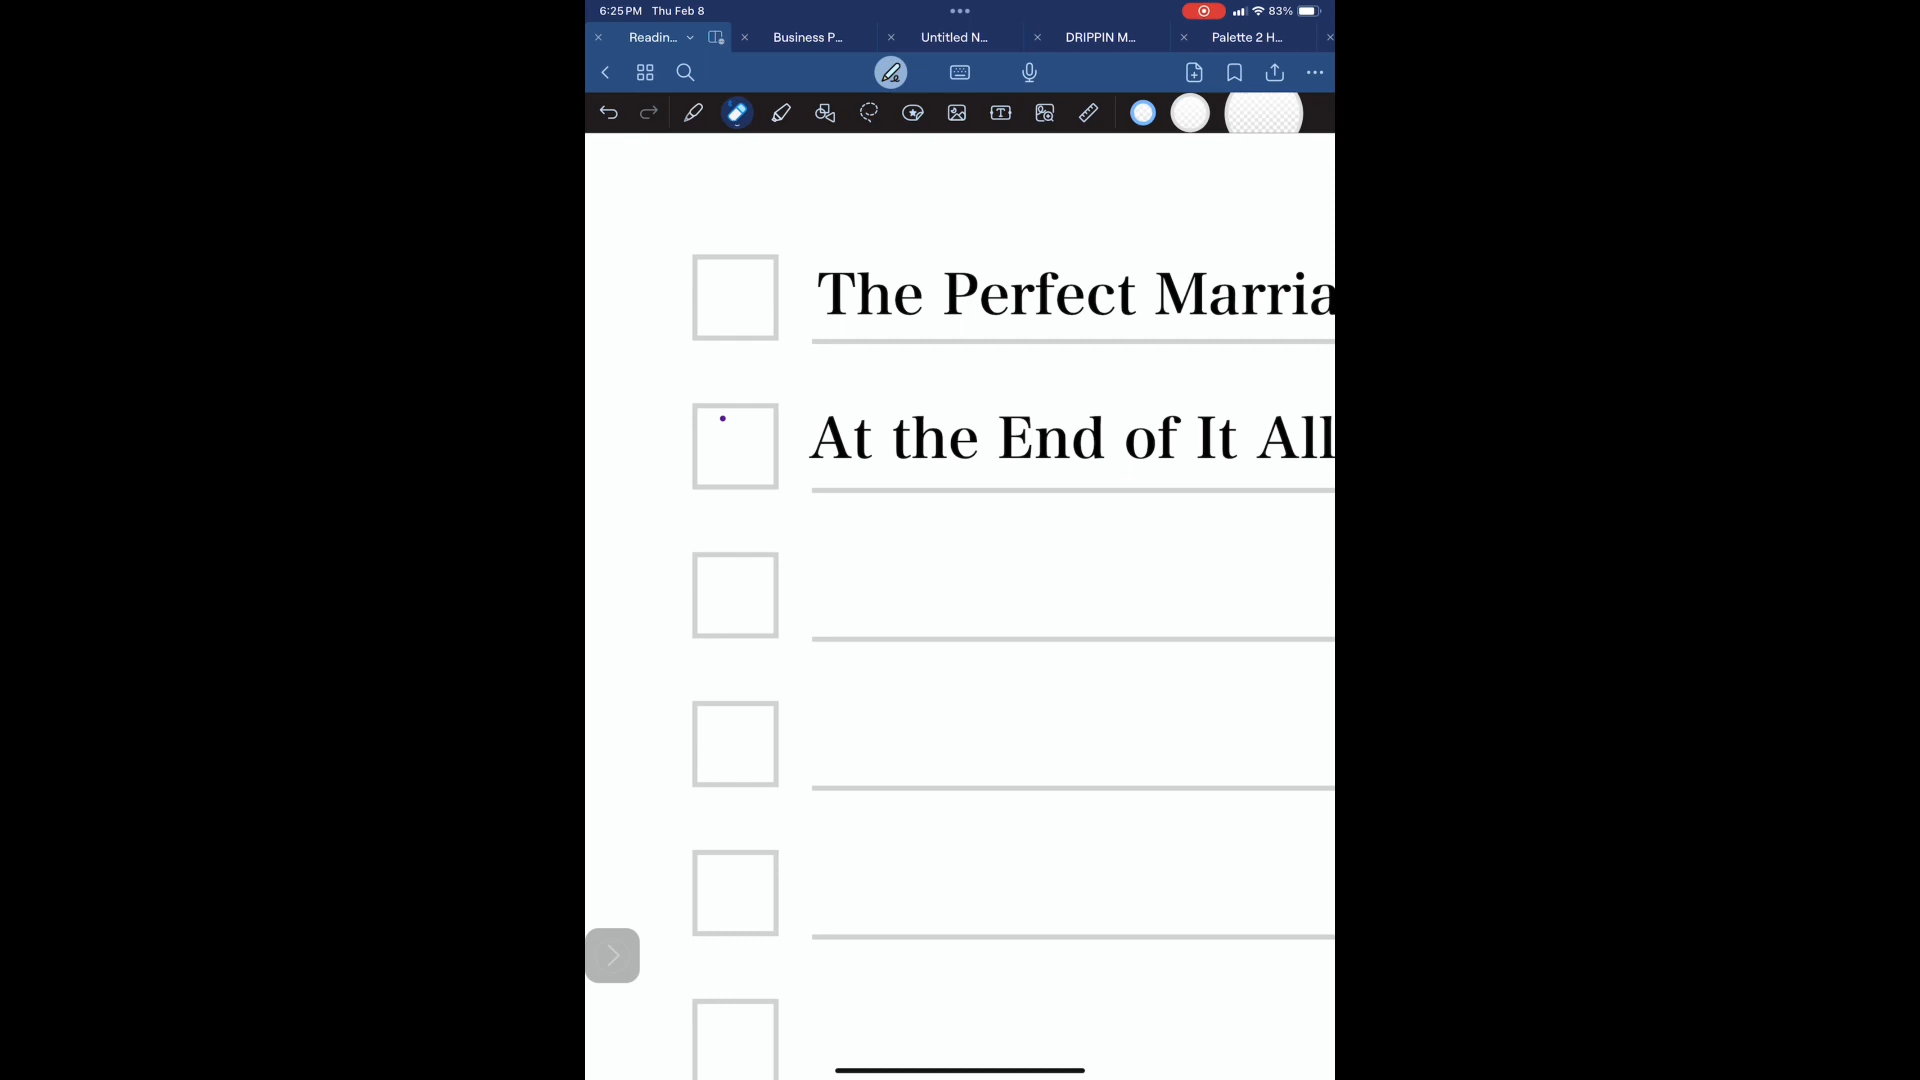 6:25 PM Thu Feb 8 83%
Readin... Business P... Untitled N... DRIPPIN M... Palette 2 H...
The Perfect Marria
At the End of It All